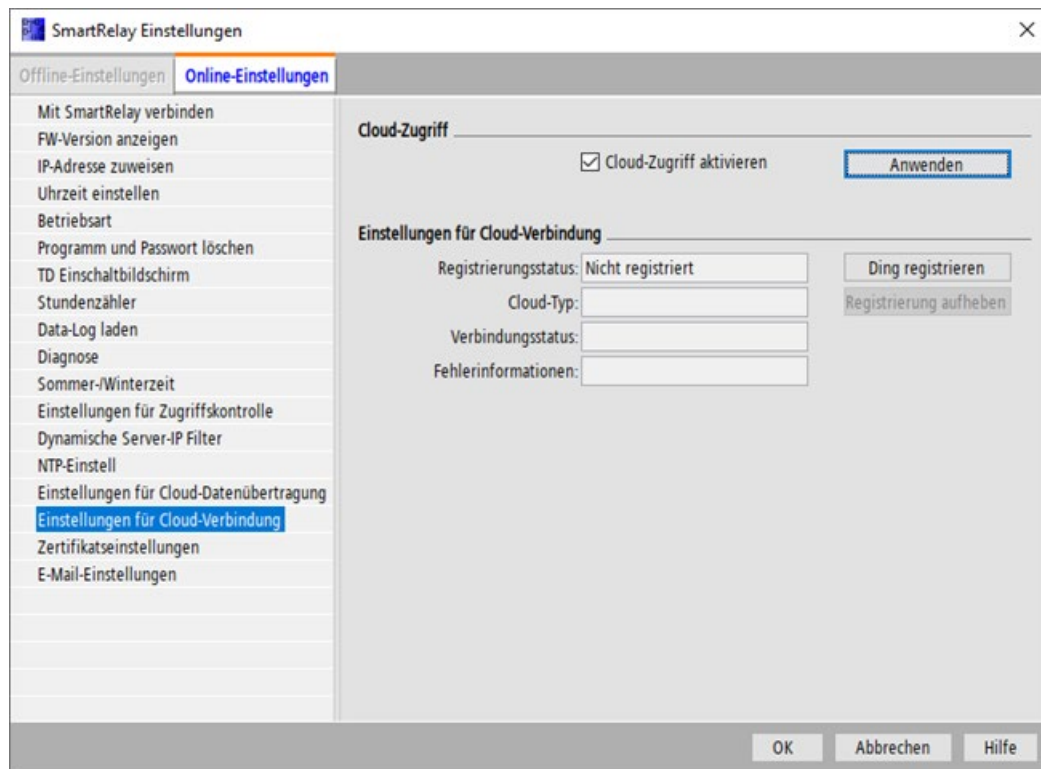 SmartRelay Einstellungen
Offline-Einstellungen
Online-Einstellungen
Mit SmartRelay verbinden
FW-Version anzeigen
IP-Adresse zuweisen
Uhrzeit einstellen
Betriebsart
Programm und Passwort löschen
TD Einschaltbildschirm
Stundenzähler
Data-Log laden
Diagnose
Sommer-/Winterzeit
Einstellungen für Zugriffskontrolle
Dynamische Server-IP Filter
NTP-Einstell
Einstellungen für Cloud-Datenübertragung
Einstellungen für Cloud-Verbindung
Zertifikatseinstellungen
E-Mail-Einstellungen
Cloud-Zugriff
Cloud-Zugriff aktivieren
Anwenden
Einstellungen für Cloud-Verbindung
Registrierungsstatus: Nicht registriert
Ding registrieren
Cloud-Typ:
Registrierung aufheben
Verbindungsstatus:
Fehlerinformationen:
OK
Abbrechen
Hilfe